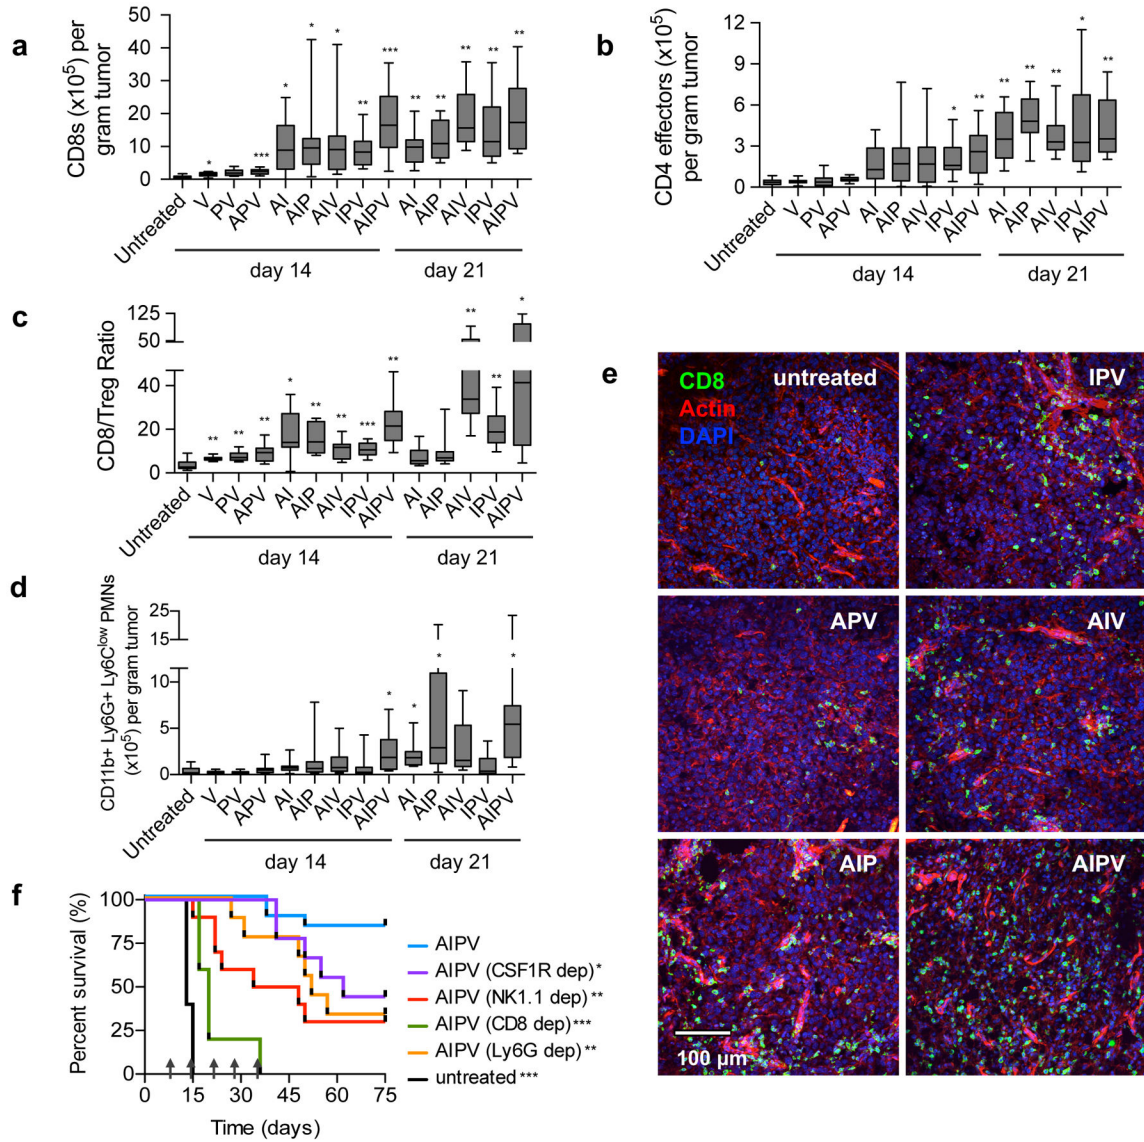 a
CD8s (x10⁵) per
gram tumor
50
40
30
20
10
0
* *** * * * ** *** ** ** ** ** **
Untreated V PV APV AI AIP AIV IPV AIPV AI AIP AIV IPV AIPV
day 14 day 21
b
CD4 effectors (x10⁵)
per gram tumor
12
9
6
3
0
* ** ** ** ** * **
Untreated V PV APV AI AIP AIV IPV AIPV AI AIP AIV IPV AIPV
day 14 day 21
c
CD8/Treg Ratio
125
50
40
20
0
** ** ** * ** ** *** ** ** ** *
Untreated V PV APV AI AIP AIV IPV AIPV AI AIP AIV IPV AIPV
day 14 day 21
d
CD11b+ Ly6G+ Ly6C^low PMNs
(x10⁵) per gram tumor
25
15
10
5
0
* * * *
Untreated V PV APV AI AIP AIV IPV AIPV AI AIP AIV IPV AIPV
day 14 day 21
e
CD8
Actin
DAPI
untreated
IPV
APV
AIV
AIP
AIPV
100 μm
f
Percent survival (%)
100
75
50
25
0
0 15 30 45 60 75
Time (days)
AIPV
AIPV (CSF1R dep)*
AIPV (NK1.1 dep)**
AIPV (CD8 dep)***
AIPV (Ly6G dep)**
untreated***